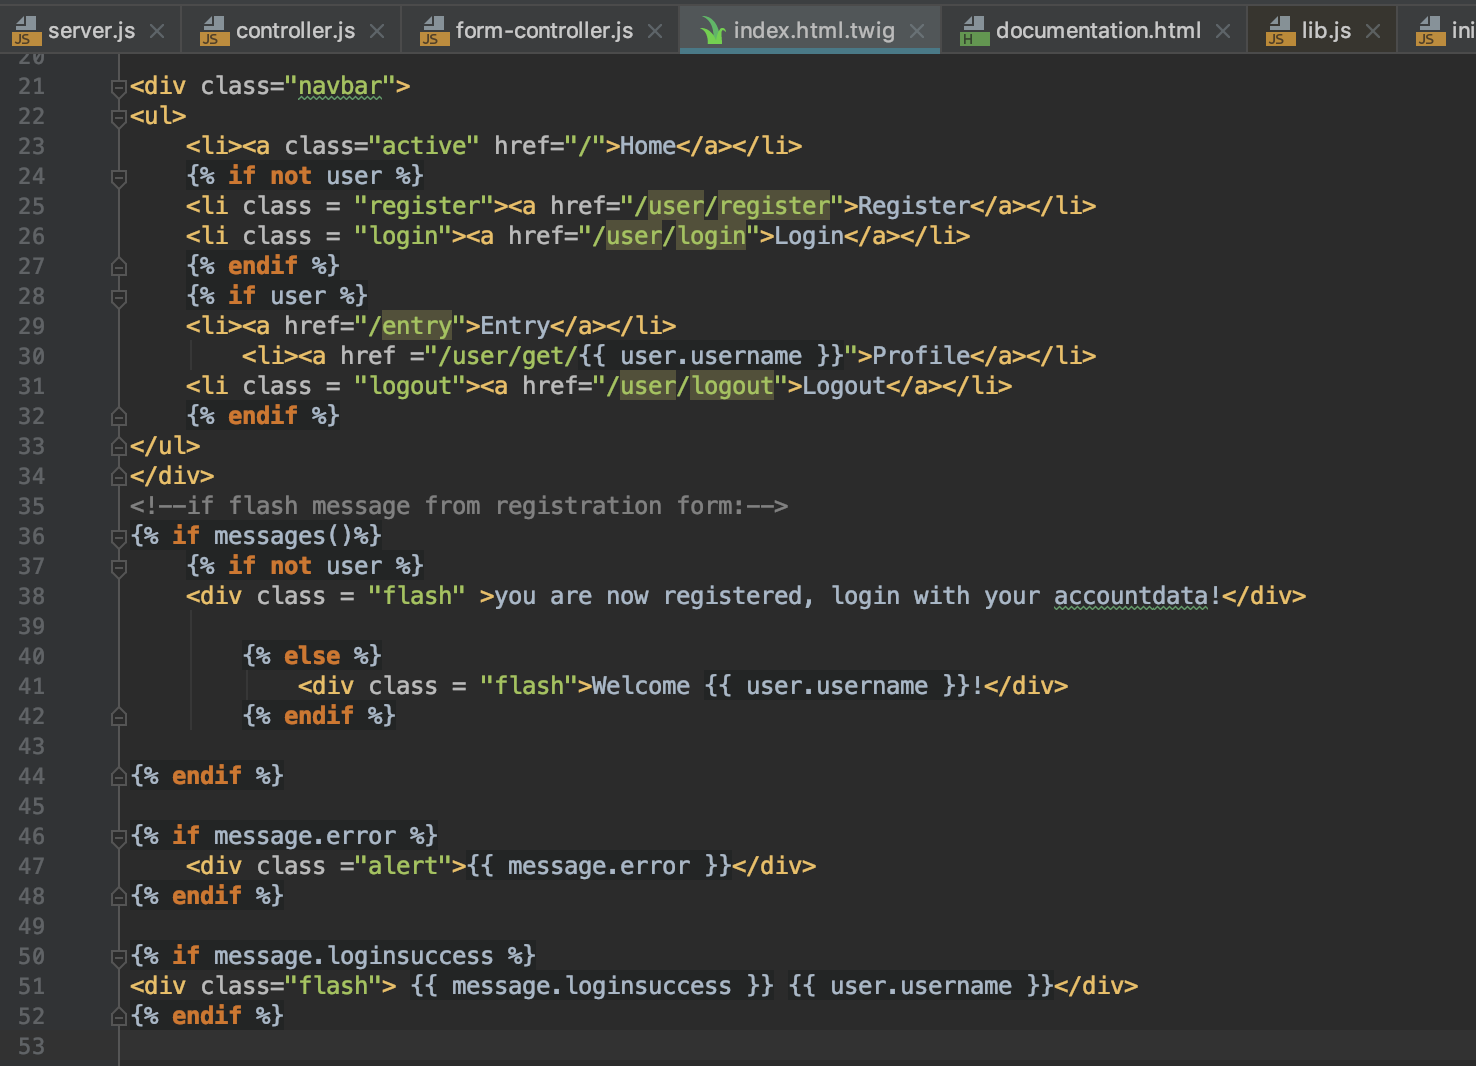 server.js controller.js form-controller.js index.html.twig documentation.html lib.js ini
20
21 <div class="navbar">
22 <ul>
23 <li><a class="active" href="/">Home</a></li>
24 {% if not user %}
25 <li class = "register"><a href="/user/register">Register</a></li>
26 <li class = "login"><a href="/user/login">Login</a></li>
27 {% endif %}
28 {% if user %}
29 <li><a href="/entry">Entry</a></li>
30 <li><a href ="/user/get/{{ user.username }}">Profile</a></li>
31 <li class = "logout"><a href="/user/logout">Logout</a></li>
32 {% endif %}
33 </ul>
34 </div>
35 <!--if flash message from registration form:-->
36 {% if messages()%}
37 {% if not user %}
38 <div class = "flash" >you are now registered, login with your accountdata!</div>
39
40 {% else %}
41 <div class = "flash">Welcome {{ user.username }}!</div>
42 {% endif %}
43
44 {% endif %}
45
46 {% if message.error %}
47 <div class ="alert">{{ message.error }}</div>
48 {% endif %}
49
50 {% if message.loginsuccess %}
51 <div class="flash"> {{ message.loginsuccess }} {{ user.username }}</div>
52 {% endif %}
53